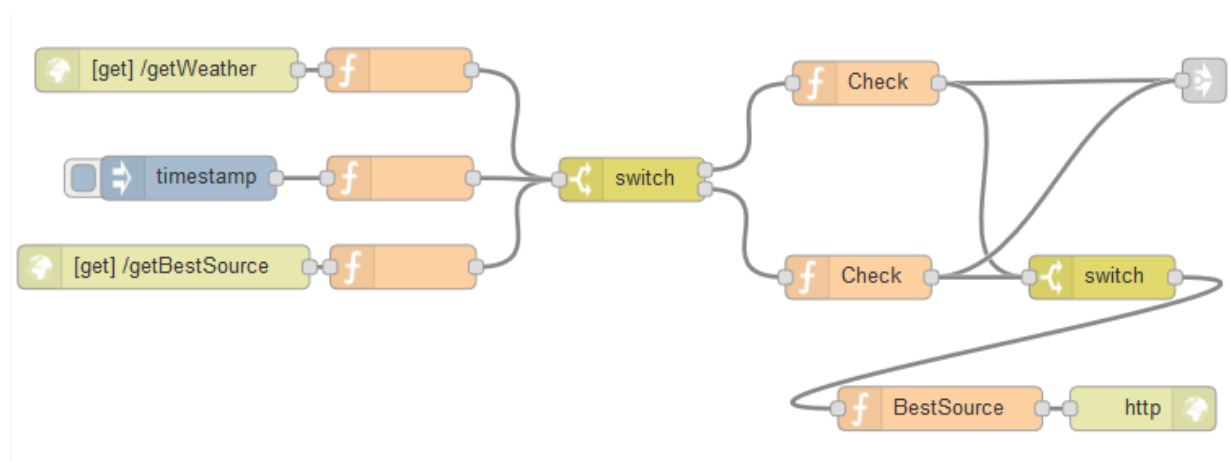 [get] /getWeather
Check
timestamp
switch
[get] /getBestSource
Check
switch
BestSource
http